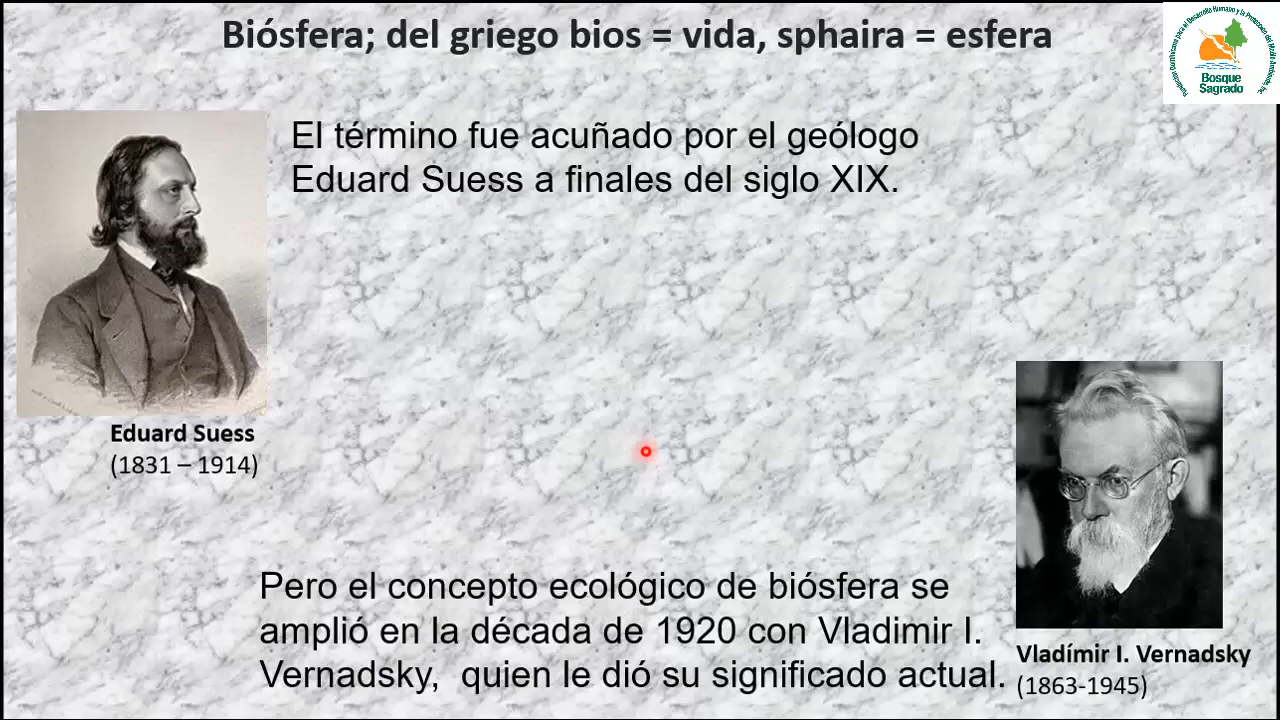 Biósfera; del griego bios = vida, sphaira = esfera
Bosque
Sagrado
El término fue acuñado por el geólogo
Eduard Suess a finales del siglo XIX.
Eduard Suess
(1831 – 1914)
Pero el concepto ecológico de biósfera se
amplió en la década de 1920 con Vladimir I.
Vernadsky,  quien le dió su significado actual.
Vladímir I. Vernadsky
(1863-1945)